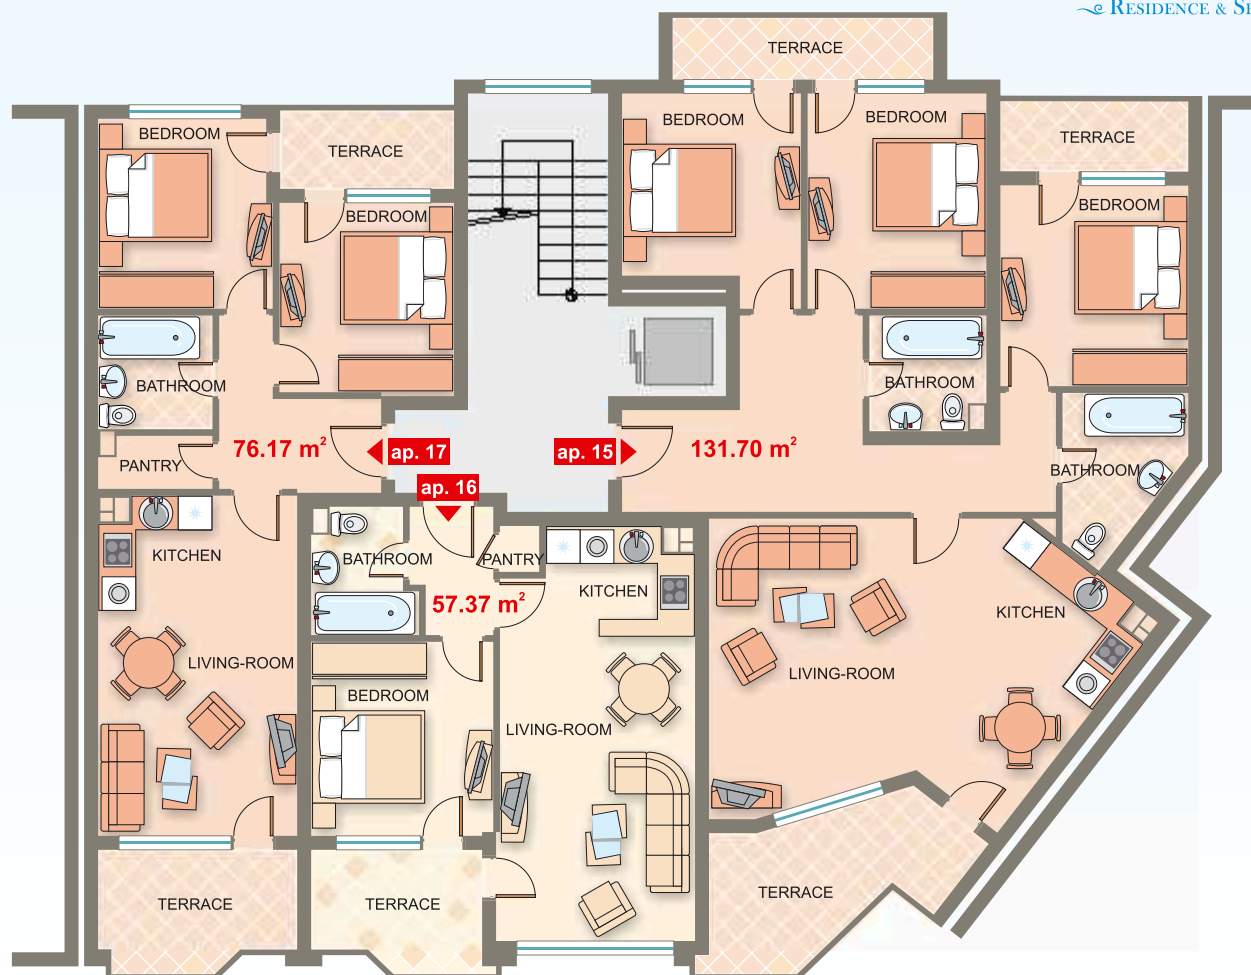 RESIDENCE & S
TERRACE
BEDROOM
TERRACE
BEDROOM
BEDROOM
BEDROOM
TERRACE
BEDROOM
BATHROOM
BATHROOM
PANTRY
76.17 m²
ap. 17
ap. 15
131.70 m²
BATHROOM
ap. 16
KITCHEN
BATHROOM
PANTRY
KITCHEN
57.37 m²
KITCHEN
LIVING-ROOM
LIVING-ROOM
BEDROOM
LIVING-ROOM
TERRACE
TERRACE
TERRACE